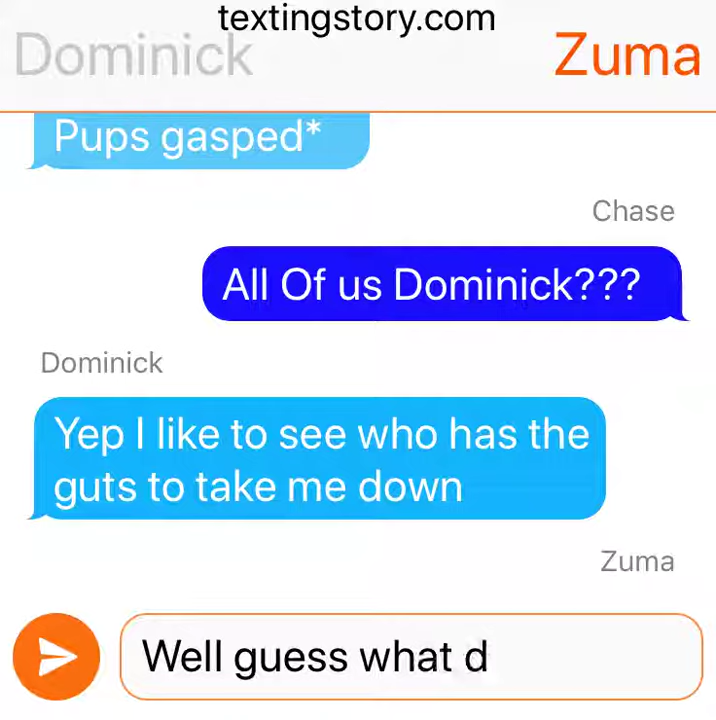 textingstory.com
Dominick
Zuma
Pups gasped*
Chase
All Of us Dominick???
Dominick
Yep I like to see who has the
guts to take me down
Zuma
Well guess what d